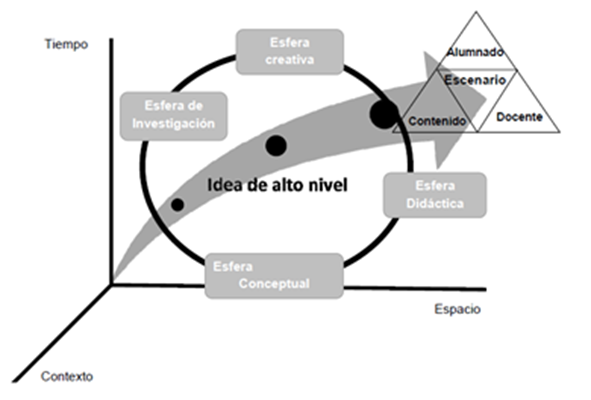 Esfera
creativa
Tiempo
Alumnado
Escenario
Esfera de
Investigación
Contenido
Docente
Idea de alto nivel
Esfera
Didáctica
Esfera
Conceptual
Espacio
Contexto